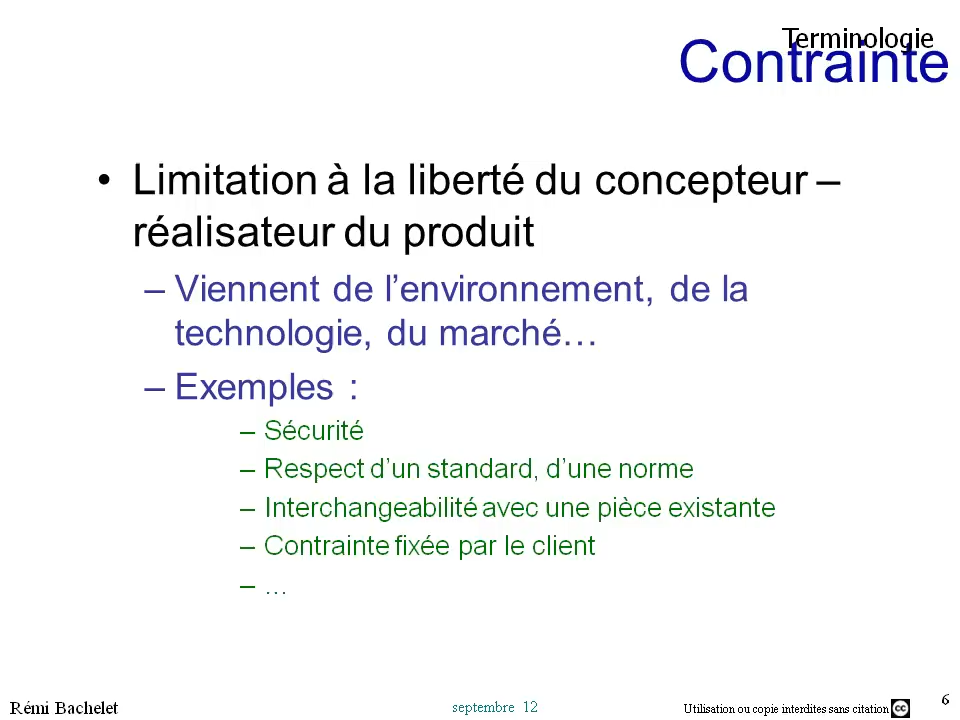 Terminologie
Contrainte
• Limitation à la liberté du concepteur –
réalisateur du produit
– Viennent de l’environnement, de la
technologie, du marché…
– Exemples :
– Sécurité
– Respect d’un standard, d’une norme
– Interchangeabilité avec une pièce existante
– Contrainte fixée par le client
– …
Rémi Bachelet
septembre 12
Utilisation ou copie interdites sans citation
cc
6